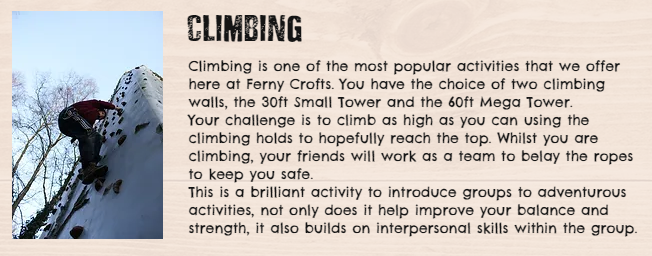 CLIMBING
Climbing is one of the most popular activities that we offer
here at Ferny Crofts. You have the choice of two climbing
walls, the 30ft Small Tower and the 60ft Mega Tower.
Your challenge is to climb as high as you can using the
climbing holds to hopefully reach the top. Whilst you are
climbing, your friends will work as a team to belay the ropes
to keep you safe.
This is a brilliant activity to introduce groups to adventurous
activities, not only does it help improve your balance and
strength, it also builds on interpersonal skills within the group.